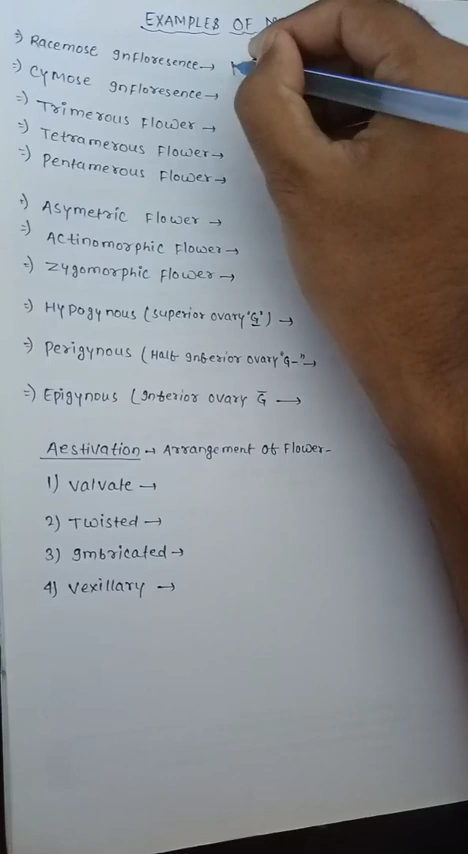 EXAMPLES OF
=) Racemose Infloresence→
=) Cymose Infloresence→
=) Trimerous Flower →
=) Tetramerous Flower→
=) Pentamerous Flower→
=) Asymetric Flower →
=) Actinomorphic Flower→
=) Zygomorphic Flower→
=) Hypogynous (superior ovary "G̲") →
=) Perigynous (Half Inferior ovary "G-"→
=) Epigynous (Inferior ovary G̅ →
Aestivation → Arrangement of Flower-
1) Valvate →
2) Twisted →
3) Imbricated→
4) Vexillary →